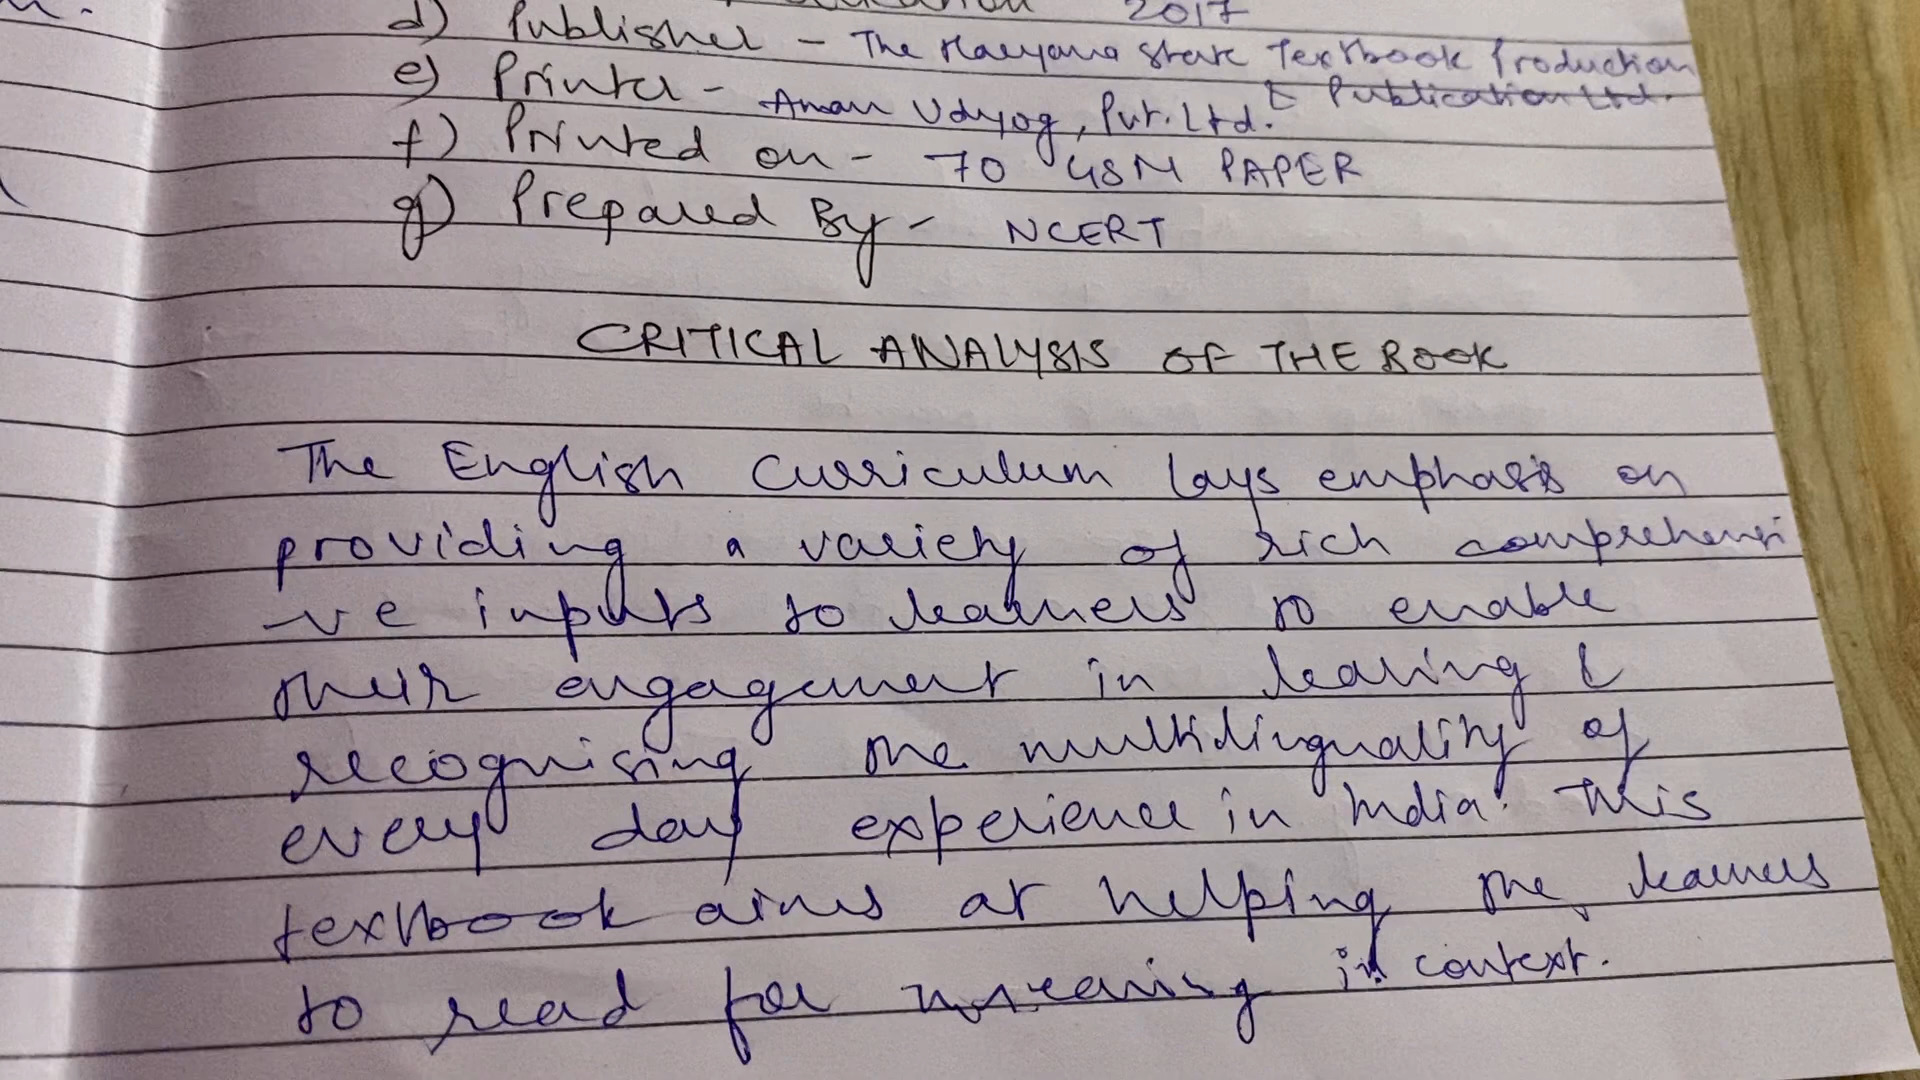 2017
d) Publisher - The Haryana State Textbook Production
& Publication Ltd.
e) Printer - Aman Udyog, Pvt. Ltd.
f) Printed on - 70 GSM PAPER
g) Prepared By - NCERT
CRITICAL ANALYSIS OF THE BOOK
The English Curriculum lays emphasis on
providing a variety of rich comprehensi
-ve inputs to learners to enable
their engagement in learing &
recognising the multilinguality of
every day experience in India. This
textbook aims at helping the learners
to read for meaning in context.